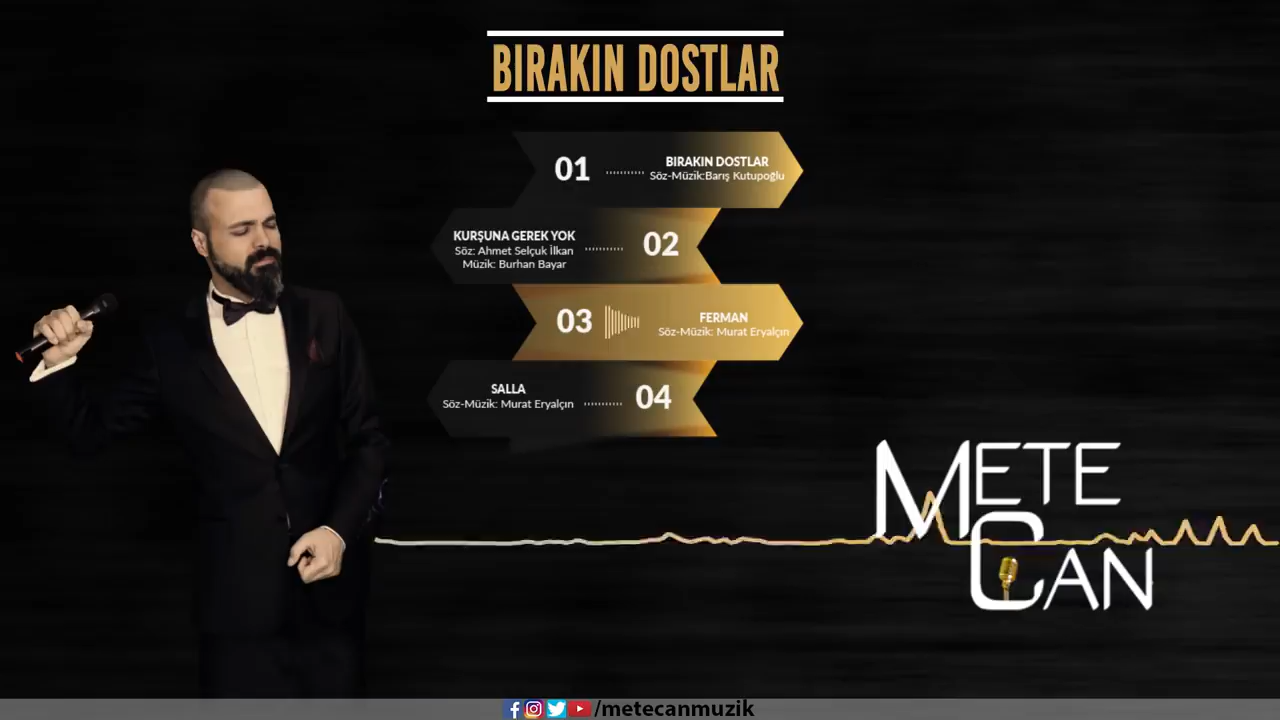 BIRAKIN DOSTLAR
01
BIRAKIN DOSTLAR
Söz-Müzik:Barış Kutupoğlu
KURŞUNA GEREK YOK
Söz: Ahmet Selçuk İlkan
Müzik: Burhan Bayar
02
03
FERMAN
Söz-Müzik: Murat Eryalçın
SALLA
Söz-Müzik: Murat Eryalçın
04
METE
CAN
/metecanmuzik